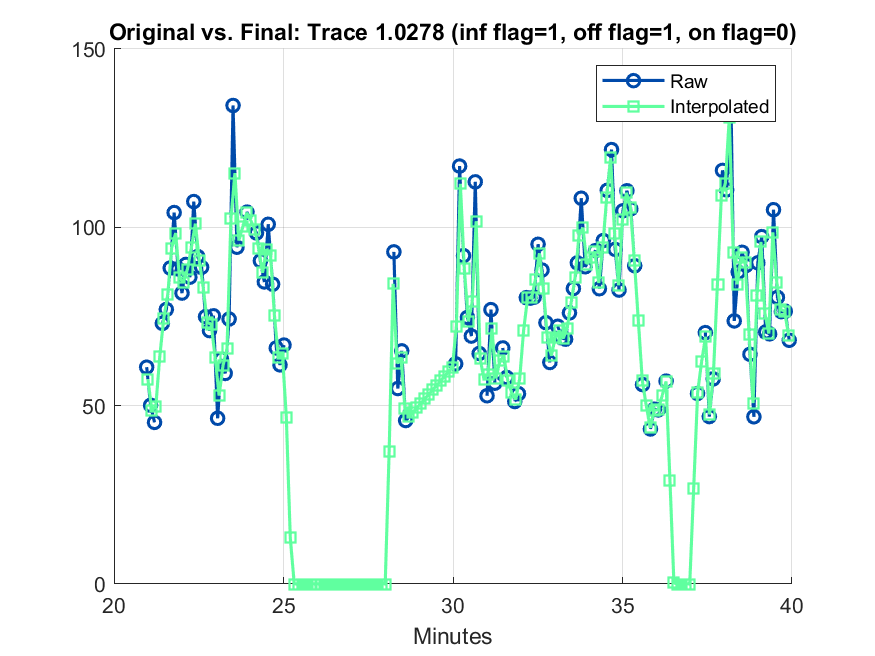 Original vs. Final: Trace 1.0278 (inf flag=1, off flag=1, on flag=0)
150
Raw
Interpolated
100
50
0
20 25 30 35 40
Minutes